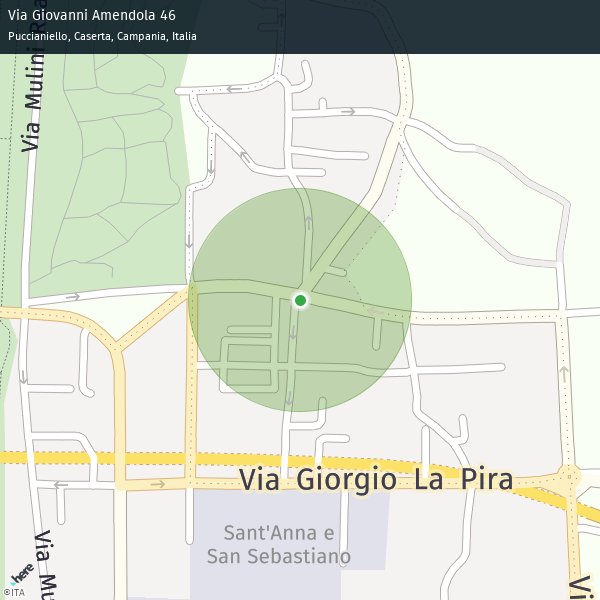 Via Giovanni Amendola 46
Puccianiello, Caserta, Campania, Italia
Via Mulini R
Via Giorgio La Pira
Sant'Anna e
San Sebastiano
Via Mu
Vi
here
©ITA